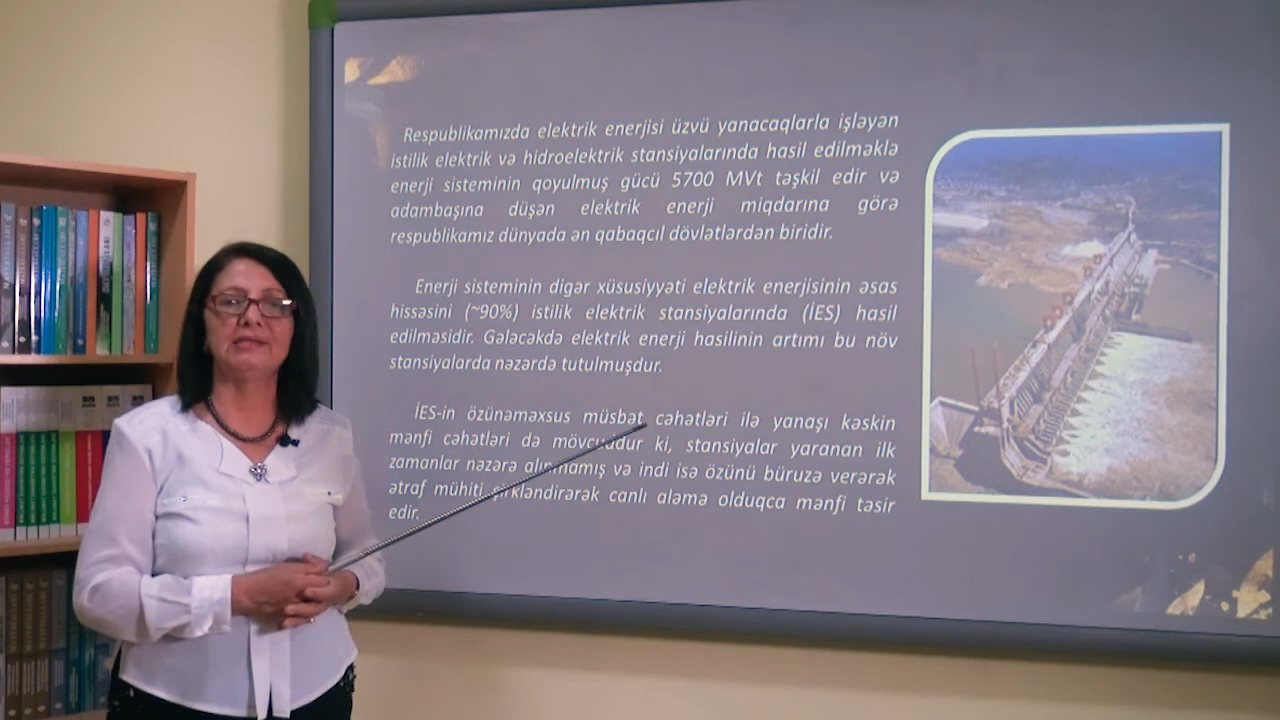 Respublikamızda elektrik enerjisi üzvü yanacaqlarla işləyən
istilik elektrik və hidroelektrik stansiyalarında hasil edilməklə
enerji sisteminin qoyulmuş gücü 5700 MVt təşkil edir və
adambaşına düşən elektrik enerji miqdarına görə
respublikamız dünyada ən qabaqcıl dövlətlərdən biridir.
Enerji sisteminin digər xüsusiyyəti elektrik enerjisinin əsas
hissəsini (~90%) istilik elektrik stansiyalarında (İES) hasil
edilməsidir. Gələcəkdə elektrik enerji hasilinin artımı bu növ
stansiyalarda nəzərdə tutulmuşdur.
İES-in özünəməxsus müsbət cəhətləri ilə yanaşı kəskin
mənfi cəhətləri də mövcuddur ki, stansiyalar yaranan ilk
zamanlar nəzərə alınmamış və indi isə özünü büruzə verərək
ətraf mühiti çirkləndirərək canlı aləmə olduqca mənfi təsir
edir.